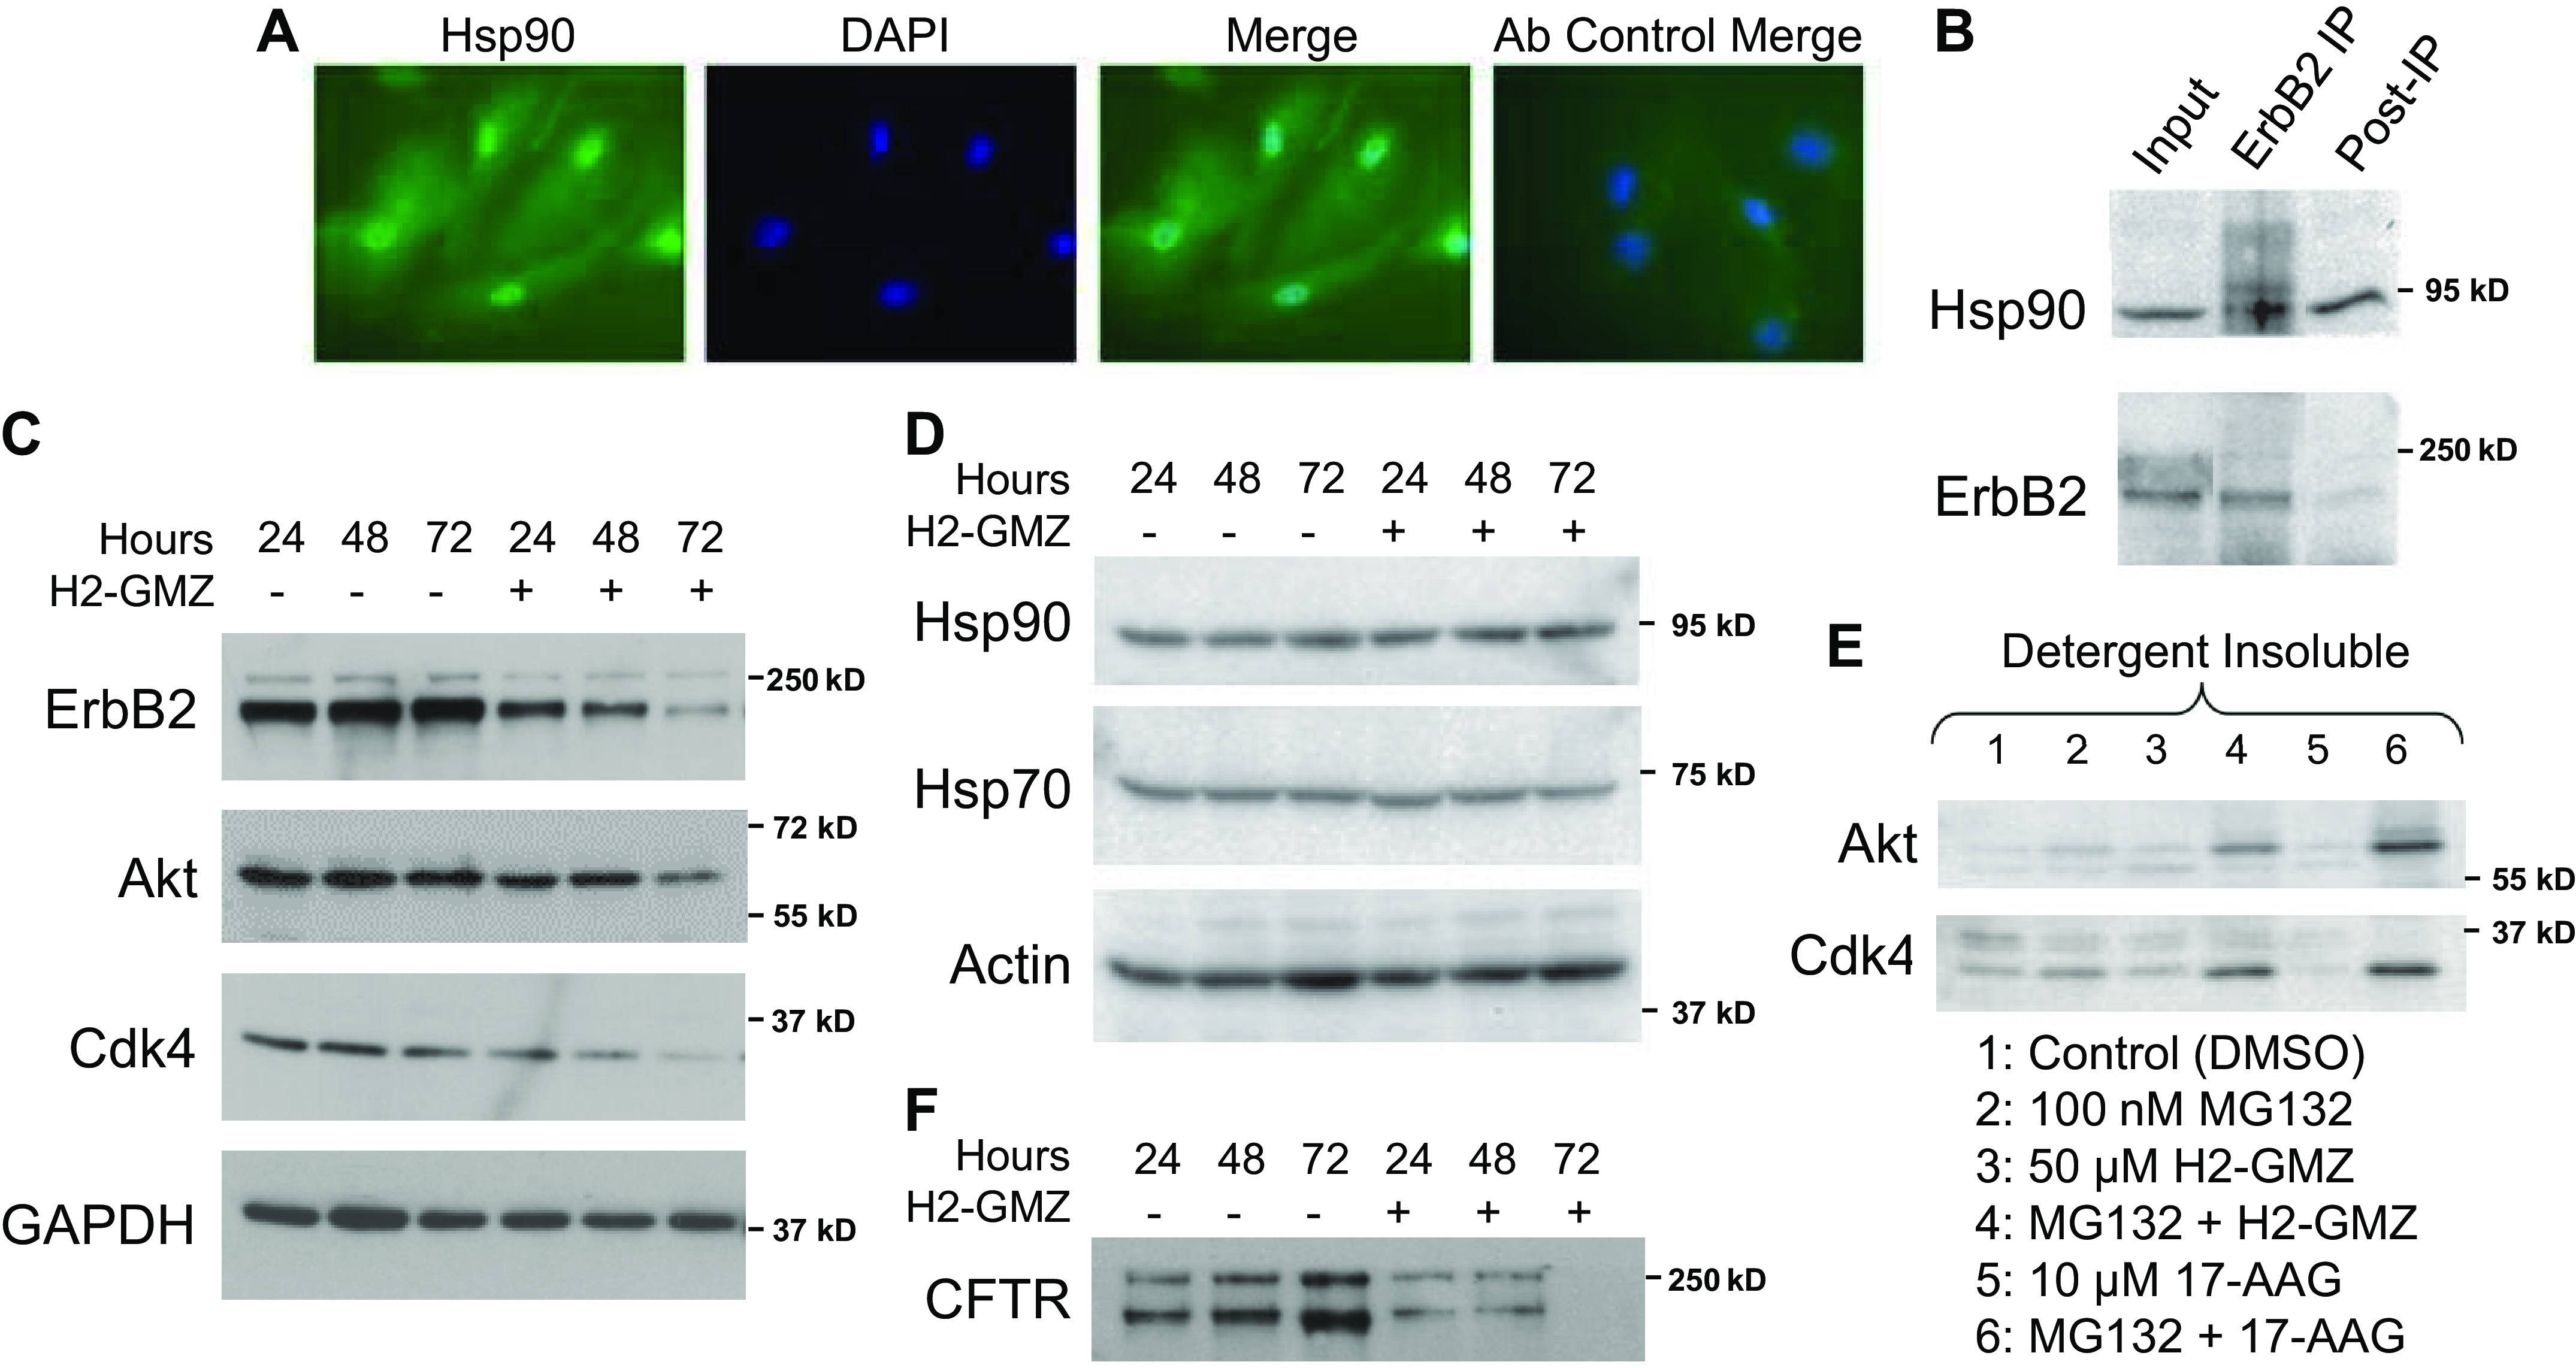 A
Hsp90 DAPI Merge Ab Control Merge
B
Input ErbB2 IP Post-IP
Hsp90
95 kD
ErbB2
250 kD
C
Hours 24 48 72 24 48 72
H2-GMZ - - - + + +
ErbB2
250 kD
Akt
72 kD
55 kD
Cdk4
37 kD
GAPDH
37 kD
D
Hours 24 48 72 24 48 72
H2-GMZ - - - + + +
Hsp90
95 kD
Hsp70
75 kD
Actin
37 kD
E
Detergent Insoluble
1 2 3 4 5 6
Akt
55 kD
Cdk4
37 kD
1: Control (DMSO)
2: 100 nM MG132
3: 50 µM H2-GMZ
4: MG132 + H2-GMZ
5: 10 µM 17-AAG
6: MG132 + 17-AAG
F
Hours 24 48 72 24 48 72
H2-GMZ - - - + + +
CFTR
250 kD